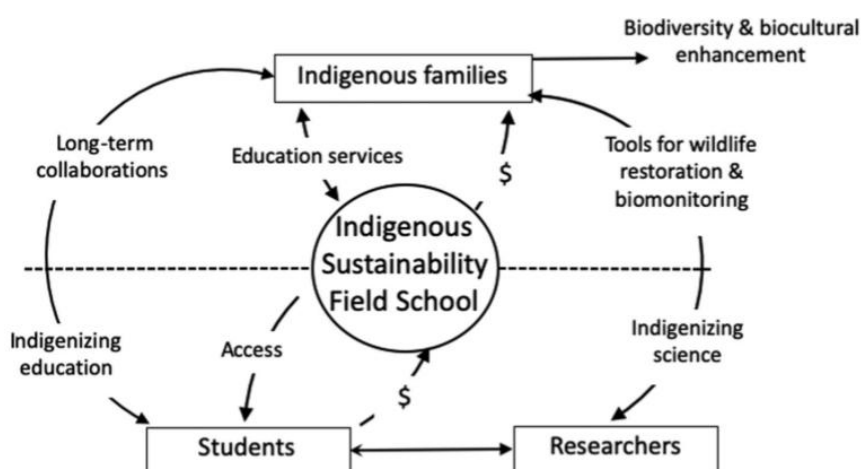 Biodiversity & biocultural
enhancement
Indigenous families
Long-term
collaborations
Education services
$
Tools for wildlife
restoration &
biomonitoring
Indigenous
Sustainability
Field School
Indigenizing
education
Access
$
Indigenizing
science
Students
Researchers